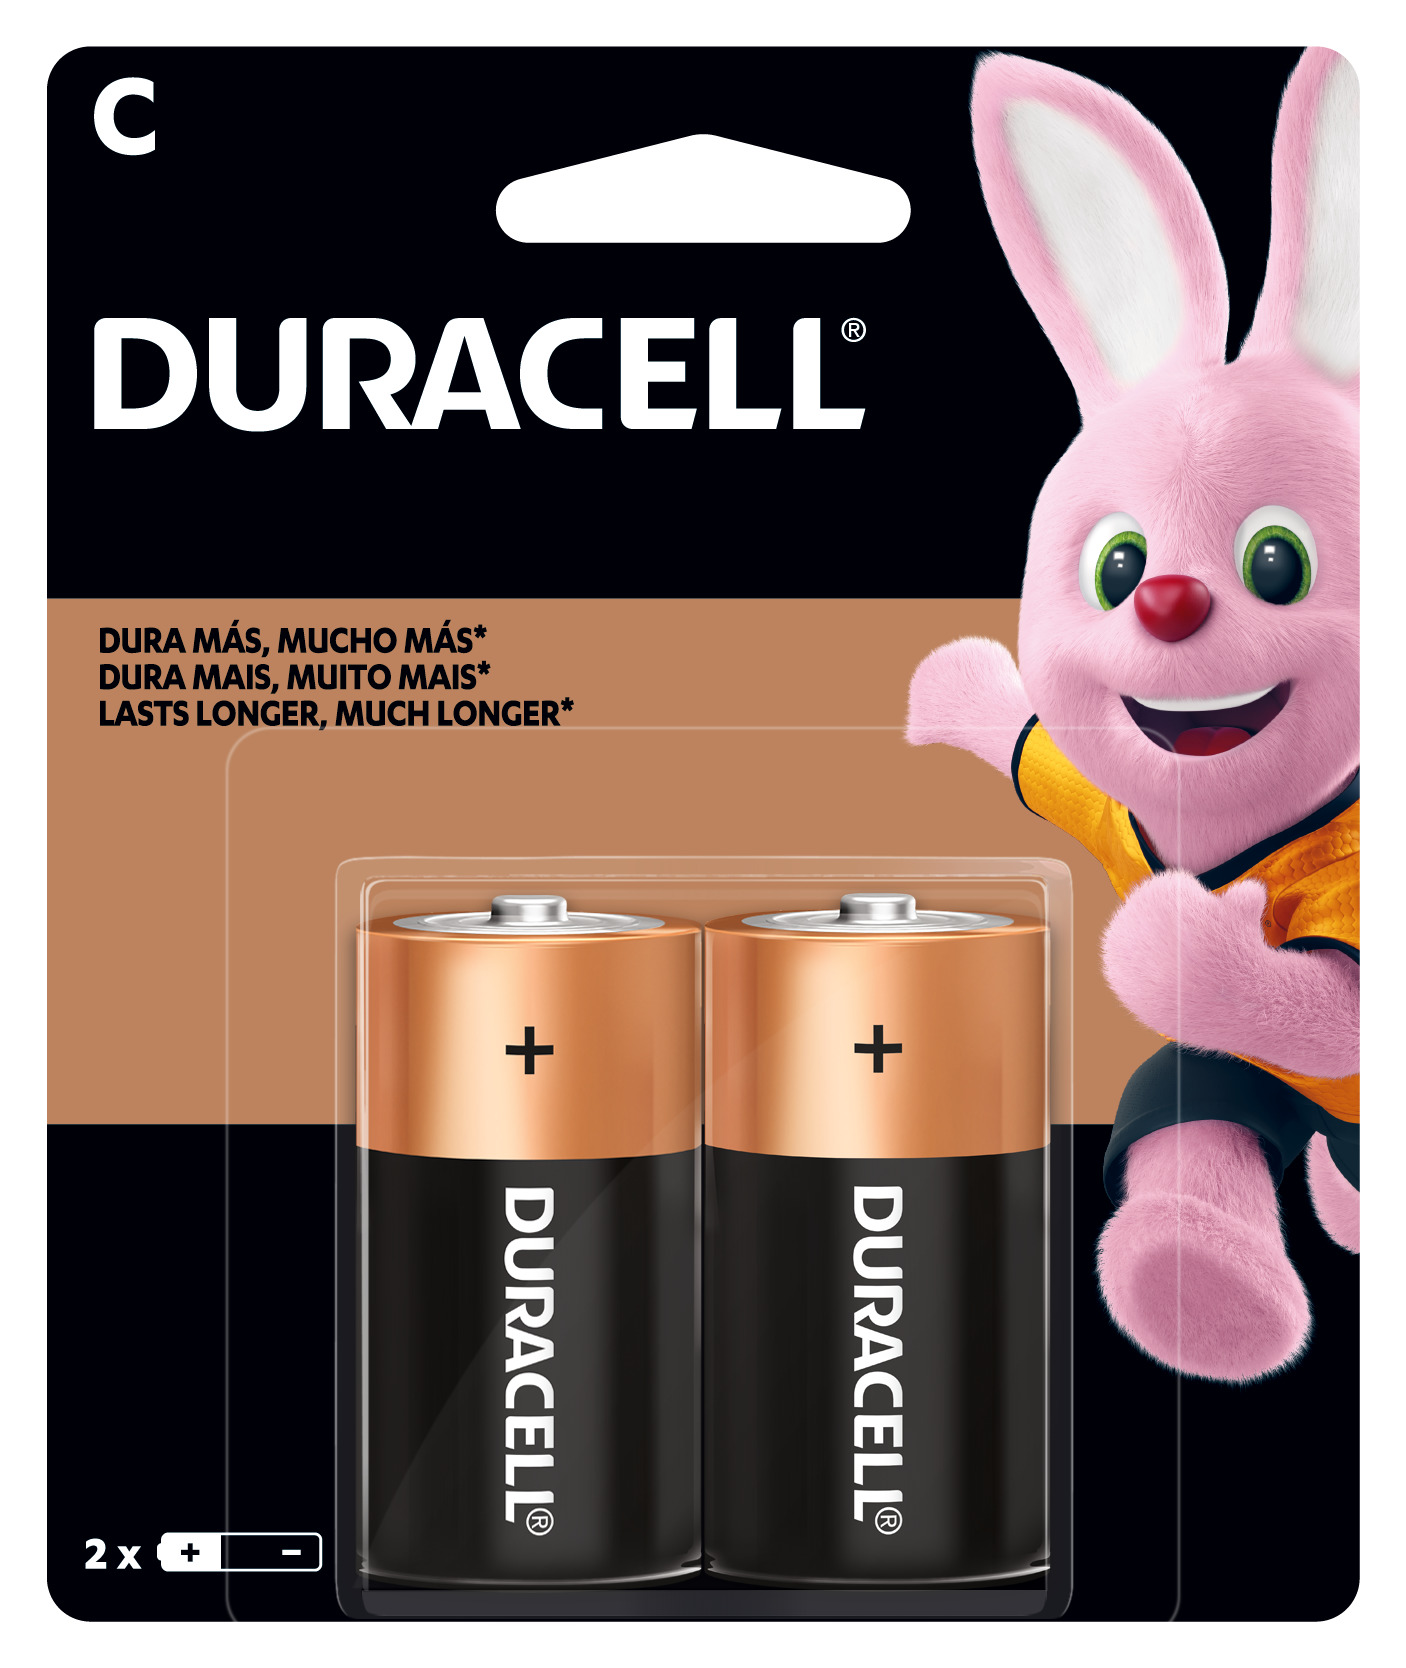 C
DURACELL®
DURA MÁS, MUCHO MÁS*
DURA MAIS, MUITO MAIS*
LASTS LONGER, MUCH LONGER*
+
+
DURACELL®
DURACELL®
2 x + −